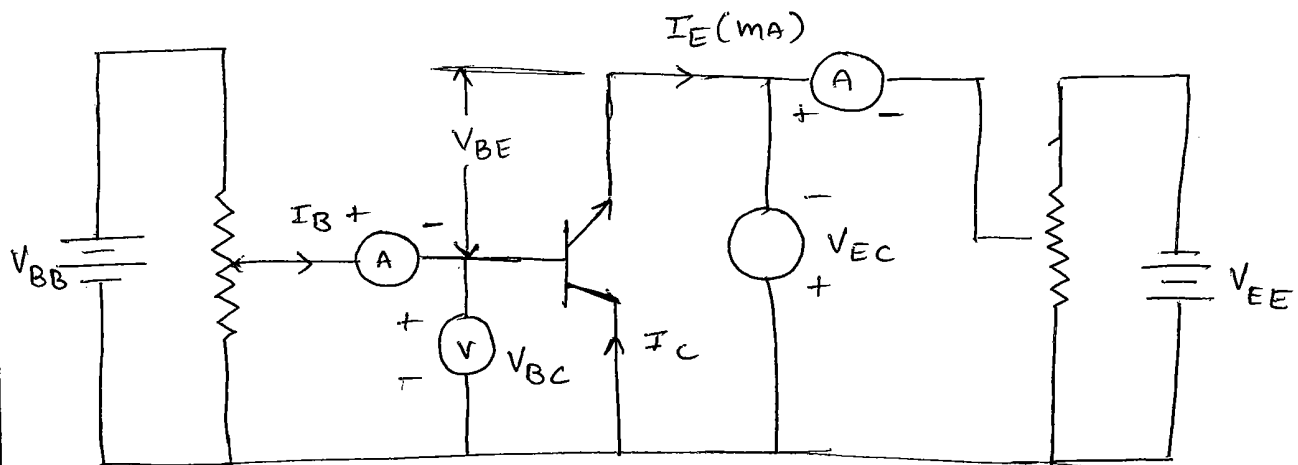 I_E (mA)
A
+ -
V_BE
I_B + -
A
V_BB
-
V_EC
+
V_EE
+
V
-
V_BC
I_C